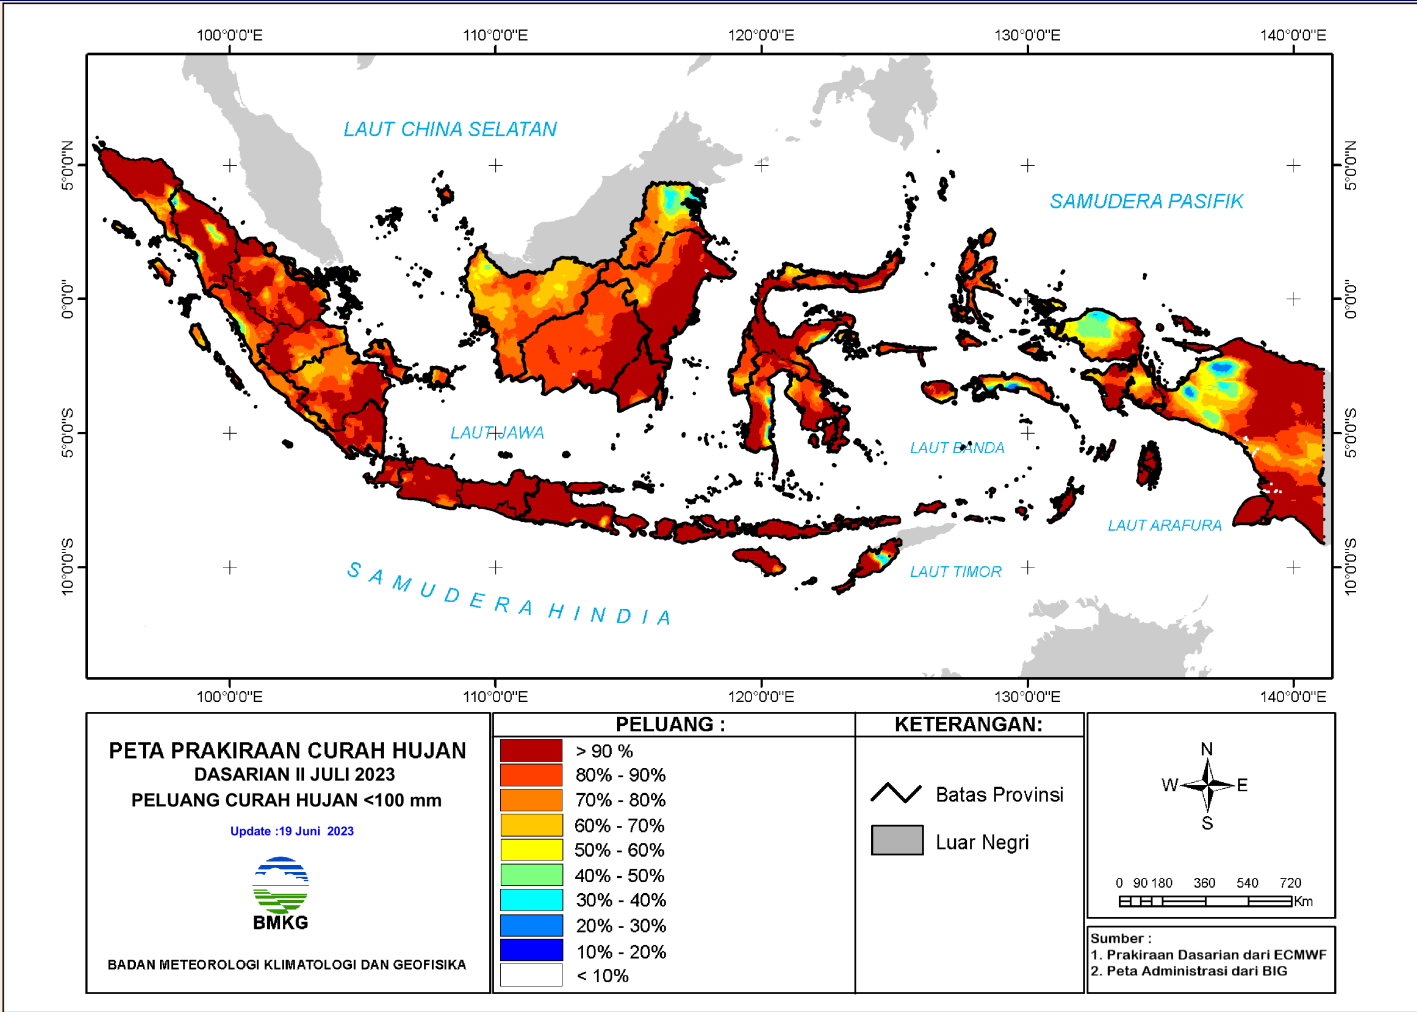 100°0'0"E 110°0'0"E 120°0'0"E 130°0'0"E 140°0'0"E
5°0'0"N
0°0'0"
5°0'0"S
10°0'0"S
5°0'0"N
0°0'0"
5°0'0"S
10°0'0"S
LAUT CHINA SELATAN
SAMUDERA PASIFIK
LAUT JAWA
LAUT BANDA
LAUT ARAFURA
LAUT TIMOR
SAMUDERA HINDIA
100°0'0"E 110°0'0"E 120°0'0"E 130°0'0"E 140°0'0"E
PETA PRAKIRAAN CURAH HUJAN
DASARIAN II JULI 2023
PELUANG CURAH HUJAN <100 mm
Update :19 Juni 2023
BMKG
BADAN METEOROLOGI KLIMATOLOGI DAN GEOFISIKA
PELUANG :
> 90 %
80% - 90%
70% - 80%
60% - 70%
50% - 60%
40% - 50%
30% - 40%
20% - 30%
10% - 20%
< 10%
KETERANGAN:
Batas Provinsi
Luar Negri
N
W E
S
0 90 180 360 540 720
Km
Sumber :
1. Prakiraan Dasarian dari ECMWF
2. Peta Administrasi dari BIG